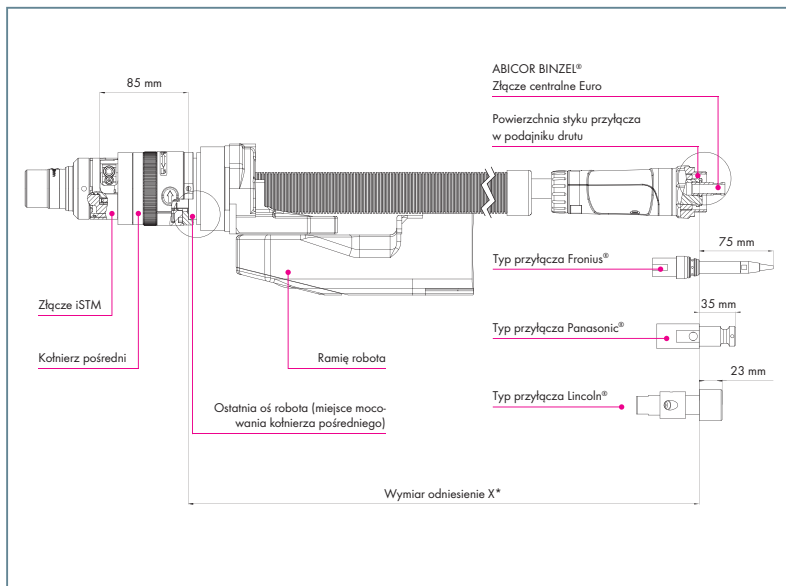 85 mm
ABICOR BINZEL®
Złącze centralne Euro
Powierzchnia styku przyłącza
w podajniku drutu
75 mm
Typ przyłącza Fronius®
35 mm
Typ przyłącza Panasonic®
23 mm
Typ przyłącza Lincoln®
Złącze iSTM
Kołnierz pośredni
Ramię robota
Ostatnia oś robota (miejsce moco-
wania kołnierza pośredniego)
Wymiar odniesienie X*